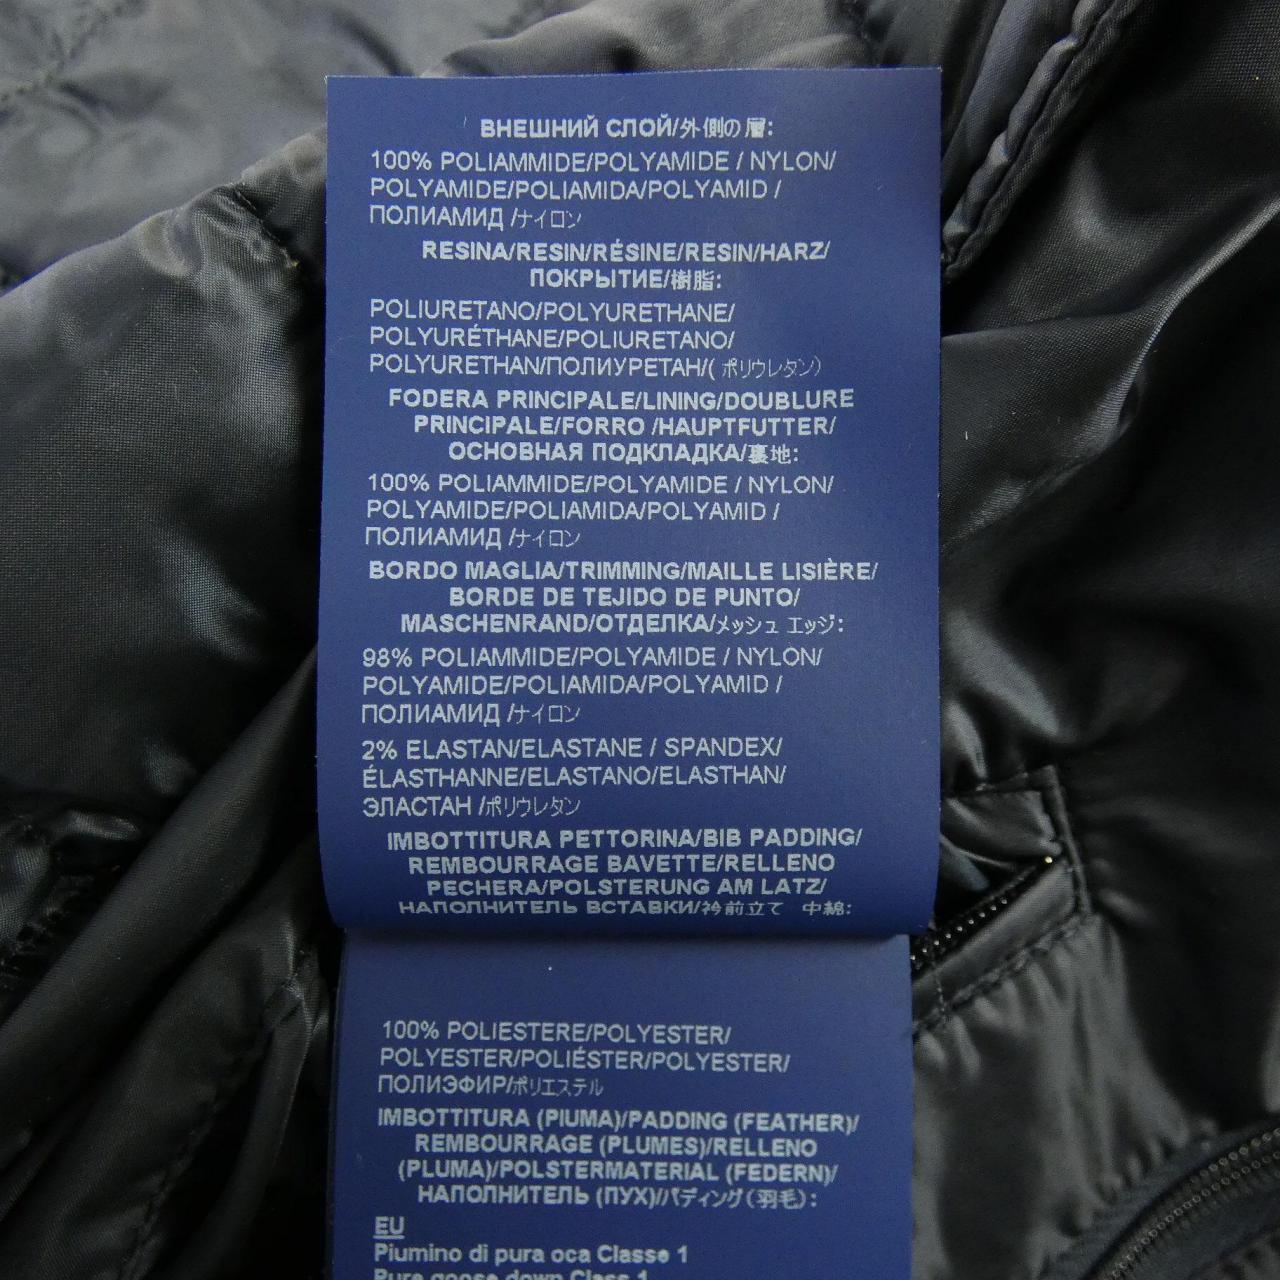 ВНЕШНИЙ СЛОЙ/外側の層:
100% POLIAMMIDE/POLYAMIDE / NYLON/
POLYAMIDE/POLIAMIDA/POLYAMID /
ПОЛИАМИД /ナイロン
RESINA/RESIN/RÉSINE/RESIN/HARZ/
ПОКРЫТИЕ/樹脂:
POLIURETANO/POLYURETHANE/
POLYURÉTHANE/POLIURETANO/
POLYURETHAN/ПОЛИУРЕТАН/( ポリウレタン)
FODERA PRINCIPALE/LINING/DOUBLURE
PRINCIPALE/FORRO /HAUPTFUTTER/
ОСНОВНАЯ ПОДКЛАДКА/裏地:
100% POLIAMMIDE/POLYAMIDE / NYLON/
POLYAMIDE/POLIAMIDA/POLYAMID /
ПОЛИАМИД /ナイロン
BORDO MAGLIA/TRIMMING/MAILLE LISIÈRE/
BORDE DE TEJIDO DE PUNTO/
MASCHENRAND/ОТДЕЛКА/メッシュ エッジ:
98% POLIAMMIDE/POLYAMIDE / NYLON/
POLYAMIDE/POLIAMIDA/POLYAMID /
ПОЛИАМИД /ナイロン
2% ELASTAN/ELASTANE / SPANDEX/
ÉLASTHANNE/ELASTANO/ELASTHAN/
ЭЛАСТАН /ポリウレタン
IMBOTTITURA PETTORINA/BIB PADDING/
REMBOURRAGE BAVETTE/RELLENO
PECHERA/POLSTERUNG AM LATZ/
НАПОЛНИТЕЛЬ ВСТАВКИ/衿前立て 中綿:
100% POLIESTERE/POLYESTER/
POLYESTER/POLIÉSTER/POLYESTER/
ПОЛИЭФИР/ポリエステル
IMBOTTITURA (PIUMA)/PADDING (FEATHER)/
REMBOURRAGE (PLUMES)/RELLENO
(PLUMA)/POLSTERMATERIAL (FEDERN)/
НАПОЛНИТЕЛЬ (ПУХ)/パディング(羽毛):
EU
Piumino di pura oca Classe 1
Pure goose down Class 1